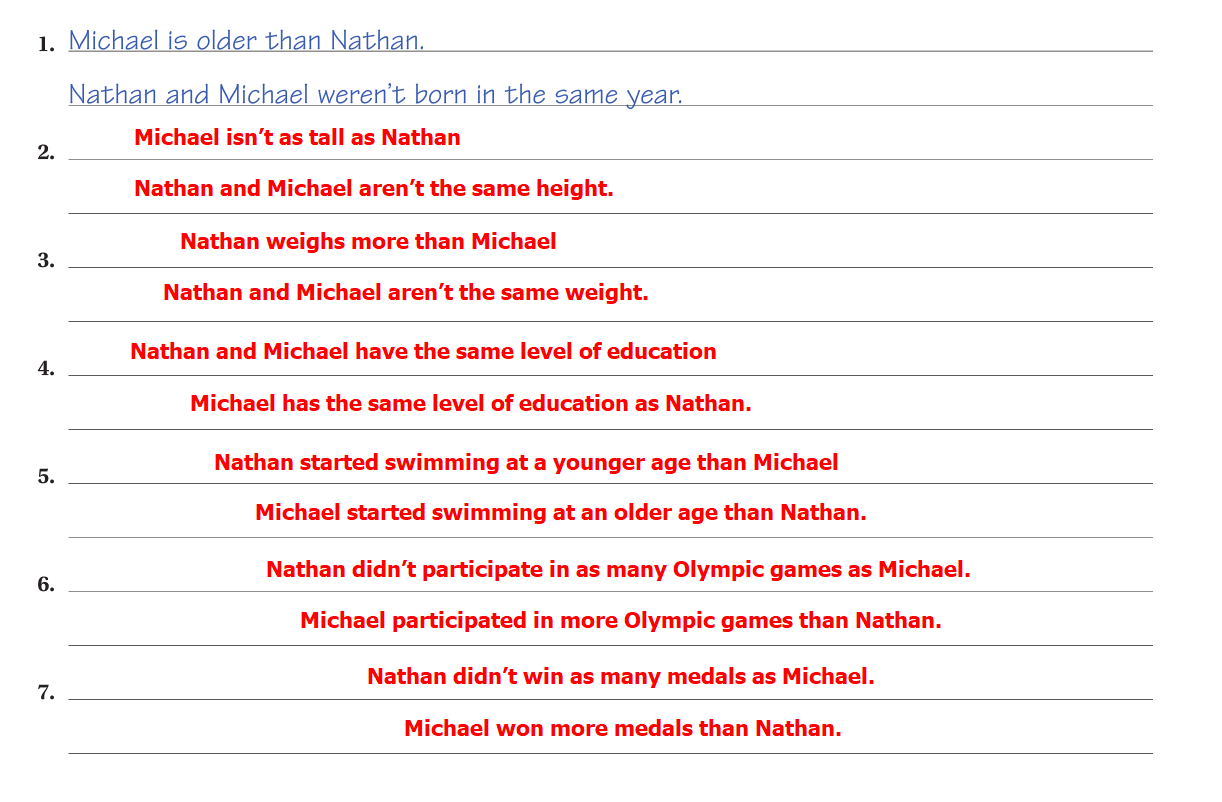 1. Michael is older than Nathan.
Nathan and Michael weren't born in the same year.
2. Michael isn't as tall as Nathan
Nathan and Michael aren't the same height.
3. Nathan weighs more than Michael
Nathan and Michael aren't the same weight.
4. Nathan and Michael have the same level of education
Michael has the same level of education as Nathan.
5. Nathan started swimming at a younger age than Michael
Michael started swimming at an older age than Nathan.
6. Nathan didn't participate in as many Olympic games as Michael.
Michael participated in more Olympic games than Nathan.
7. Nathan didn't win as many medals as Michael.
Michael won more medals than Nathan.